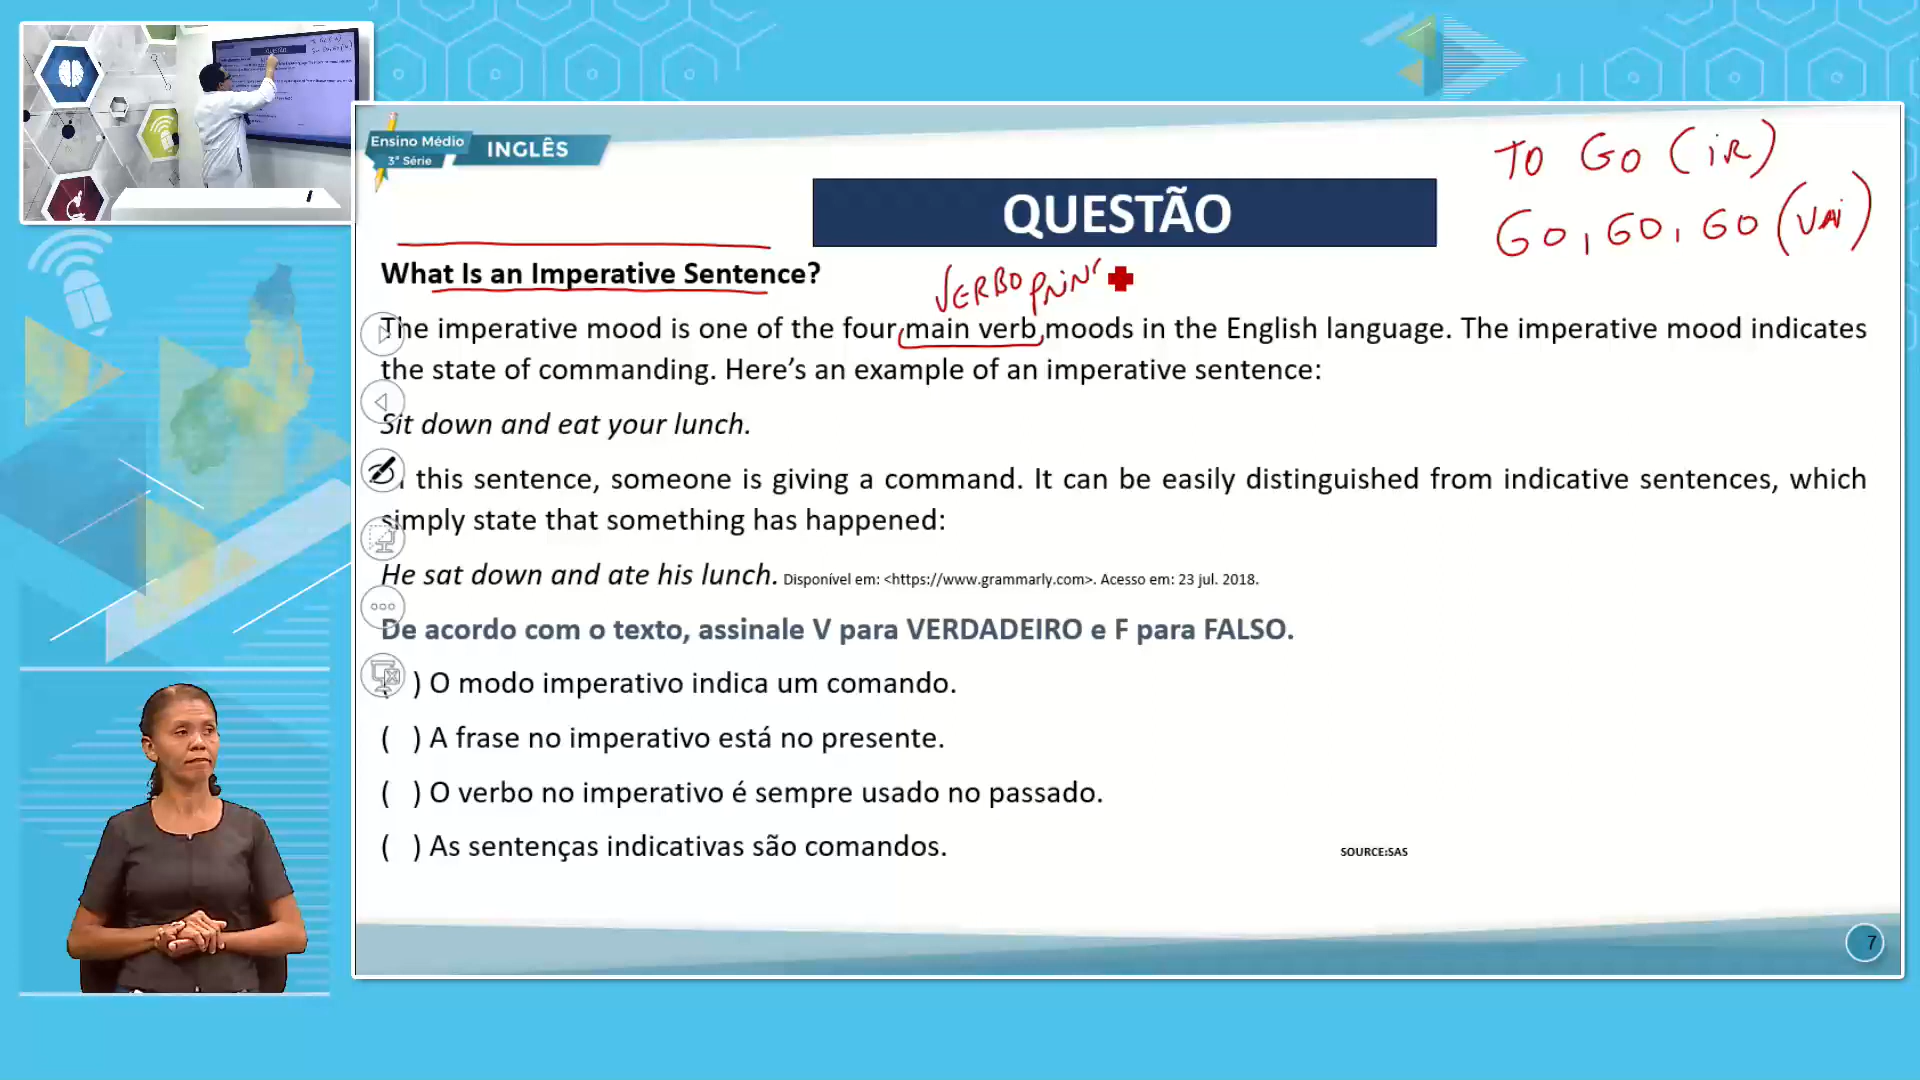 Ensino Médio
3ª Série
INGLÊS
QUESTÃO
TO GO (iR)
GO, GO, GO (VAi)
What Is an Imperative Sentence?
VERBO PRiN
The imperative mood is one of the four main verb moods in the English language. The imperative mood indicates
the state of commanding. Here’s an example of an imperative sentence:
Sit down and eat your lunch.
this sentence, someone is giving a command. It can be easily distinguished from indicative sentences, which
simply state that something has happened:
He sat down and ate his lunch. Disponível em: <https://www.grammarly.com>. Acesso em: 23 jul. 2018.
De acordo com o texto, assinale V para VERDADEIRO e F para FALSO.
( ) O modo imperativo indica um comando.
( ) A frase no imperativo está no presente.
( ) O verbo no imperativo é sempre usado no passado.
( ) As sentenças indicativas são comandos.
SOURCE:SAS
7